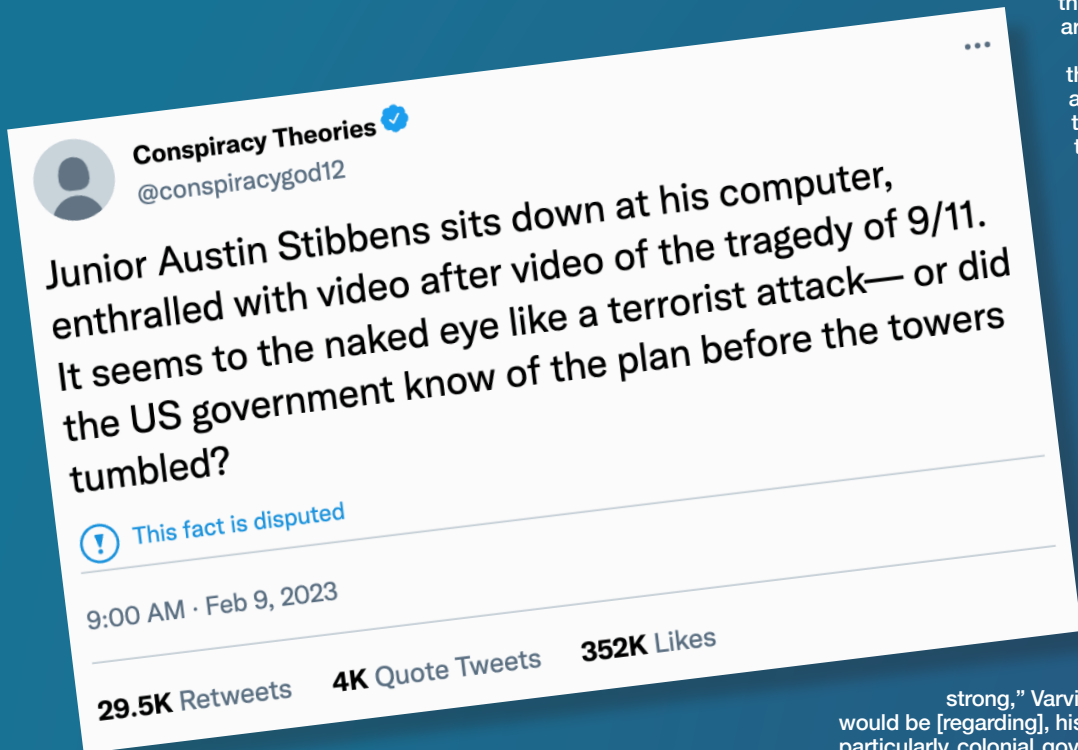 Conspiracy Theories
@conspiracygod12
Junior Austin Stibbens sits down at his computer,
enthralled with video after video of the tragedy of 9/11.
It seems to the naked eye like a terrorist attack— or did
the US government know of the plan before the towers
tumbled?
This fact is disputed
9:00 AM · Feb 9, 2023
29.5K Retweets 4K Quote Tweets 352K Likes
strong,” Varvi
would be [regarding], his
particularly colonial gov